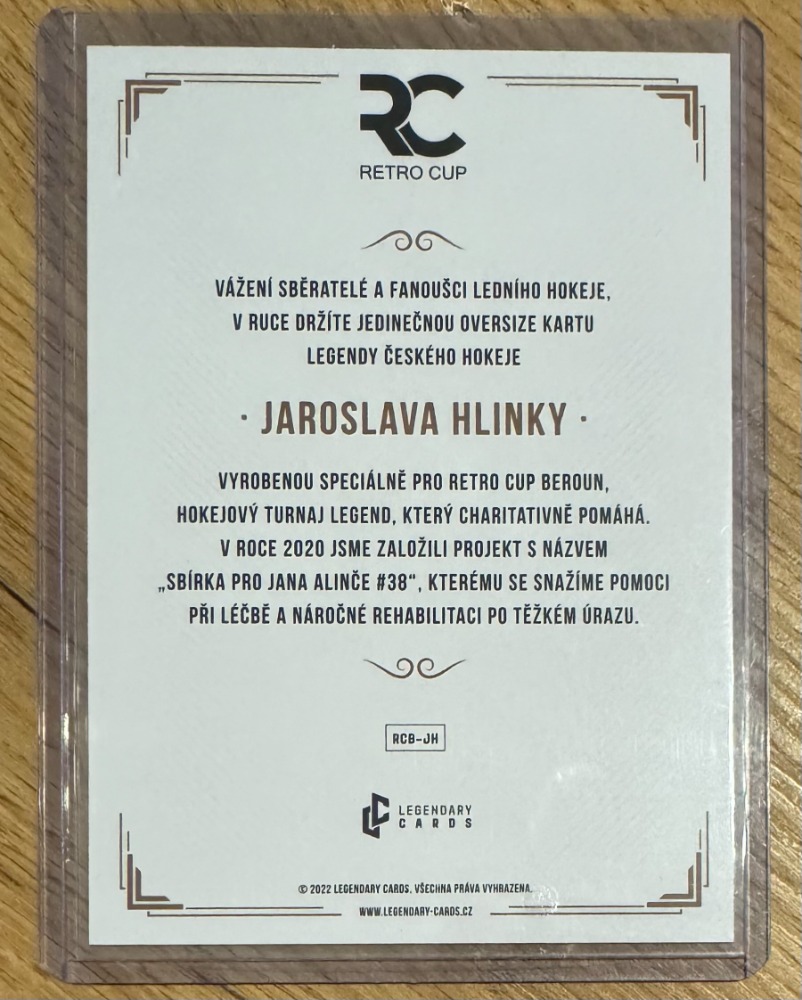 RC
RETRO CUP
VÁŽENÍ SBĚRATELÉ A FANOUŠCI LEDNÍHO HOKEJE,
V RUCE DRŽÍTE JEDINEČNOU OVERSIZE KARTU
LEGENDY ČESKÉHO HOKEJE
· JAROSLAVA HLINKY ·
VYROBENOU SPECIÁLNĚ PRO RETRO CUP BEROUN,
HOKEJOVÝ TURNAJ LEGEND, KTERÝ CHARITATIVNĚ POMÁHÁ.
V ROCE 2020 JSME ZALOŽILI PROJEKT S NÁZVEM
„SBÍRKA PRO JANA ALINČE #38“, KTERÉMU SE SNAŽÍME POMOCI
PŘI LÉČBĚ A NÁROČNÉ REHABILITACI PO TĚŽKÉM ÚRAZU.
RCB-JH
LEGENDARY
CARDS
© 2022 LEGENDARY CARDS, VŠECHNA PRÁVA VYHRAZENA.
WWW.LEGENDARY-CARDS.CZ